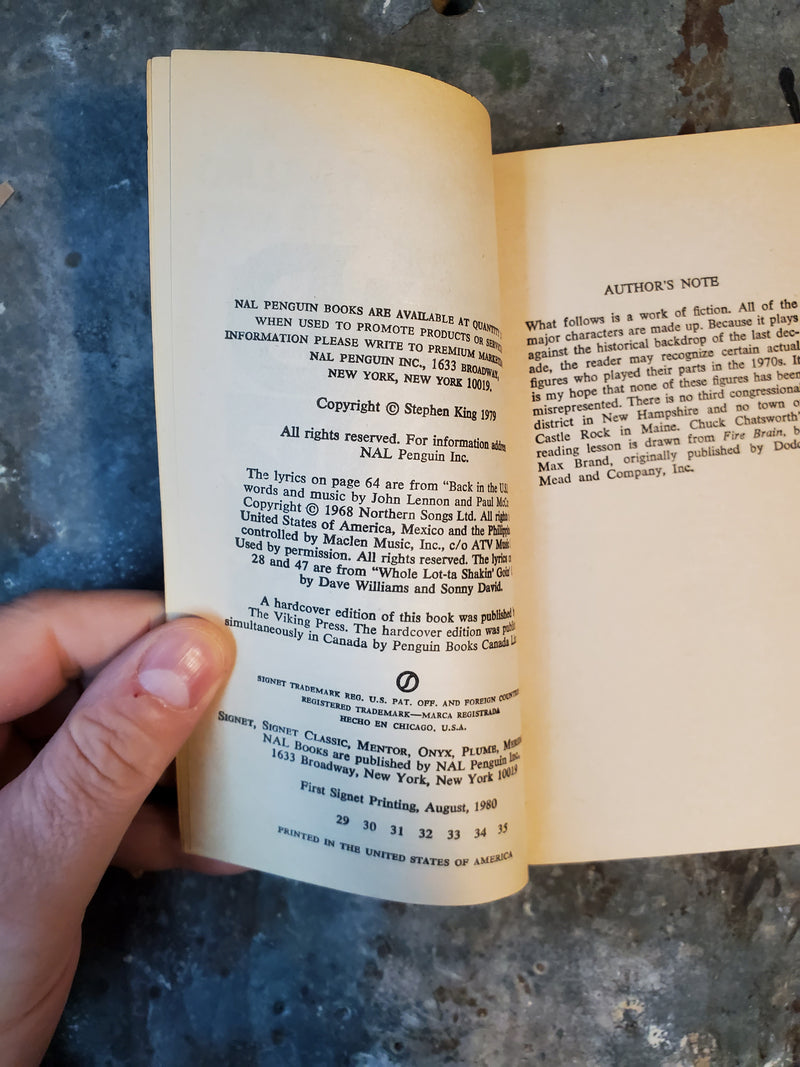 NAL PENGUIN BOOKS ARE AVAILABLE AT QUANTITY
WHEN USED TO PROMOTE PRODUCTS OR
INFORMATION PLEASE WRITE TO PREMIUM
NAL PENGUIN INC., 1633 BROADWAY,
NEW YORK, NEW YORK 10019.
Copyright © Stephen King 1979
All rights reserved. For information
NAL Penguin Inc.
The lyrics on page 64 are from "Back in the
words and music by John Lennon and Paul
Copyright © 1968 Northern Songs Ltd. All
United States of America, Mexico and the
controlled by Maclen Music, Inc., c/o ATV
Used by permission. All rights reserved. The lyrics
28 and 47 are from "Whole Lot-ta Shakin' Goin'
by Dave Williams and Sonny David.
A hardcover edition of this book was published
The Viking Press. The hardcover edition was
simultaneously in Canada by Penguin Books Canada
SIGNET TRADEMARK REG. U.S. PAT. OFF. AND FOREIGN
REGISTERED TRADEMARK—MARCA REGISTRADA
HECHO EN CHICAGO, U.S.A.
SIGNET, SIGNET CLASSIC, MENTOR, ONYX, PLUME,
NAL BOOKS are published by NAL Penguin Inc.
1633 Broadway, New York, New York 10019
First Signet Printing, August, 1980
29 30 31 32 33 34 35
PRINTED IN THE UNITED STATES OF AMERICA
AUTHOR'S NOTE
What follows is a work of fiction. All of the
major characters are made up. Because it plays
against the historical backdrop of the last dec-
ade, the reader may recognize certain actual
figures who played their parts in the 1970s. It
is my hope that none of these figures has been
misrepresented. There is no third congressional
district in New Hampshire and no town
Castle Rock in Maine. Chuck Chatsworth's
reading lesson is drawn from Fire Brain,
Max Brand, originally published by
Mead and Company, Inc.